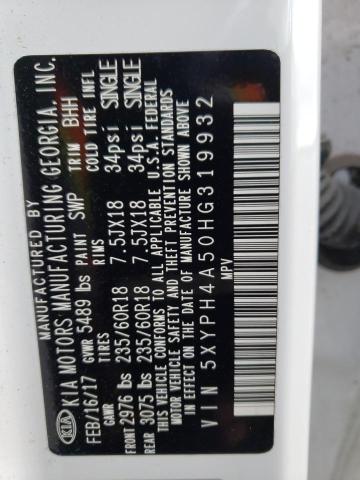 MANUFACTURED BY
KIA KIA MOTORS MANUFACTURING GEORGIA, INC.
FEB/16/17 GVWR 5489 lbs PAINT SWP TRIM BHH
GAWR TIRES RIMS COLD TIRE INFL
FRONT 2976 lbs 235/60R18 7.5JX18 34psi SINGLE
REAR 3075 lbs 235/60R18 7.5JX18 34psi SINGLE
THIS VEHICLE CONFORMS TO ALL APPLICABLE U.S.A. FEDERAL
MOTOR VEHICLE SAFETY AND THEFT PREVENTION STANDARDS
IN EFFECT ON THE DATE OF MANUFACTURE SHOWN ABOVE
VIN 5XYPH4A50HG319932
MPV